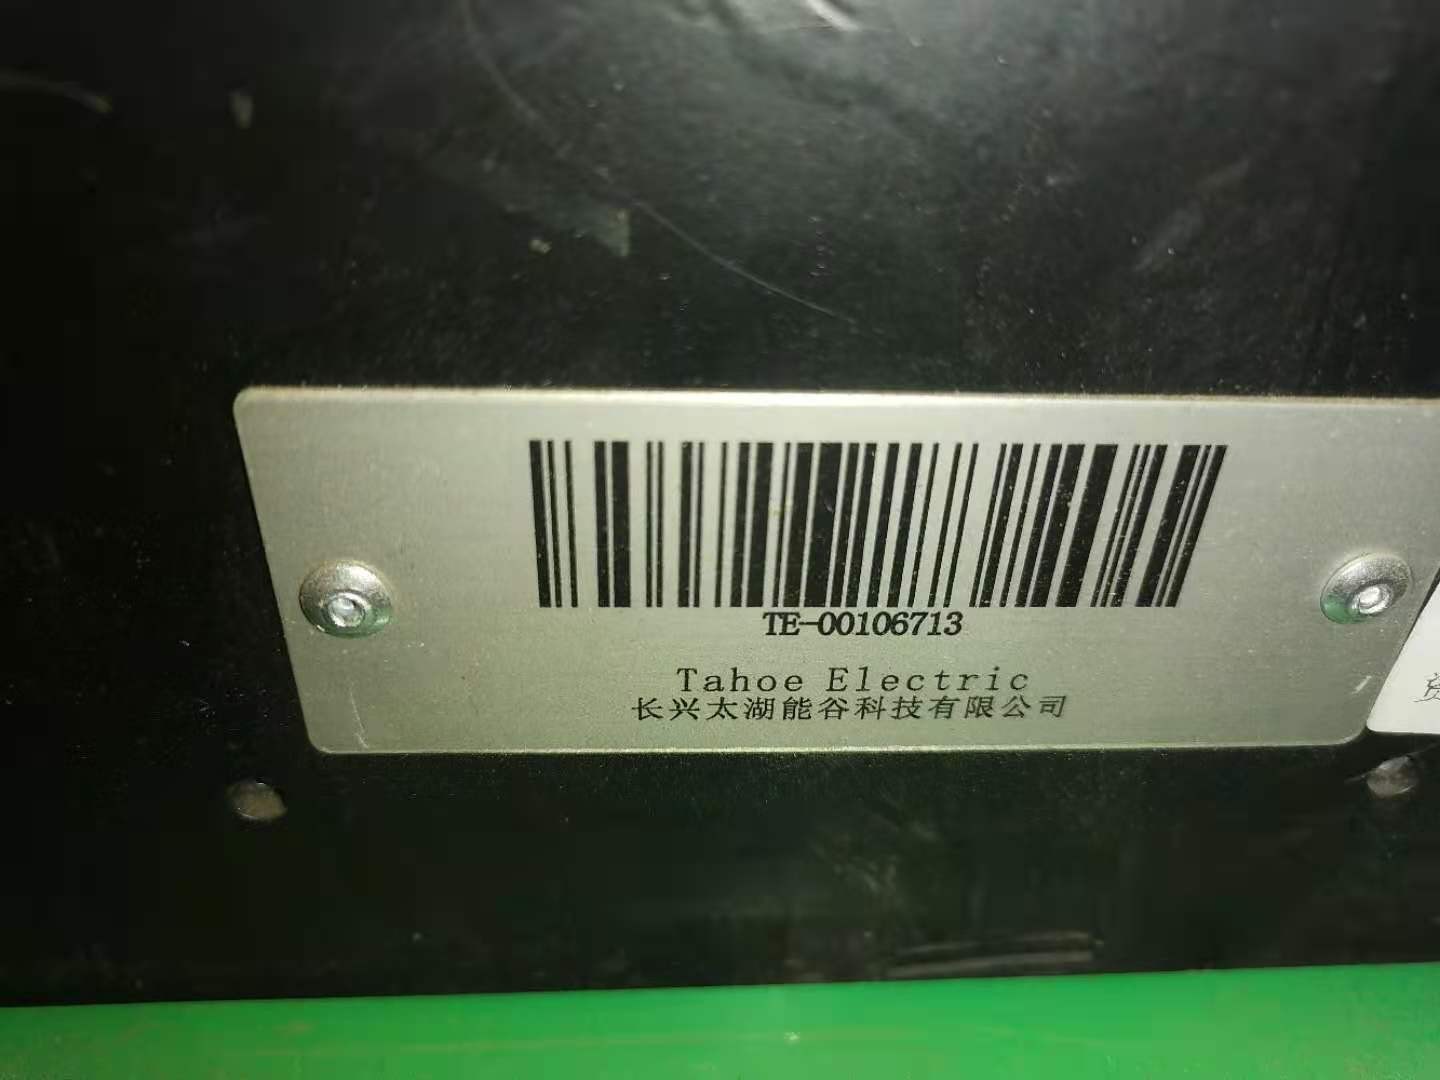 TE-00106713
Tahoe Electric
长兴太湖能谷科技有限公司